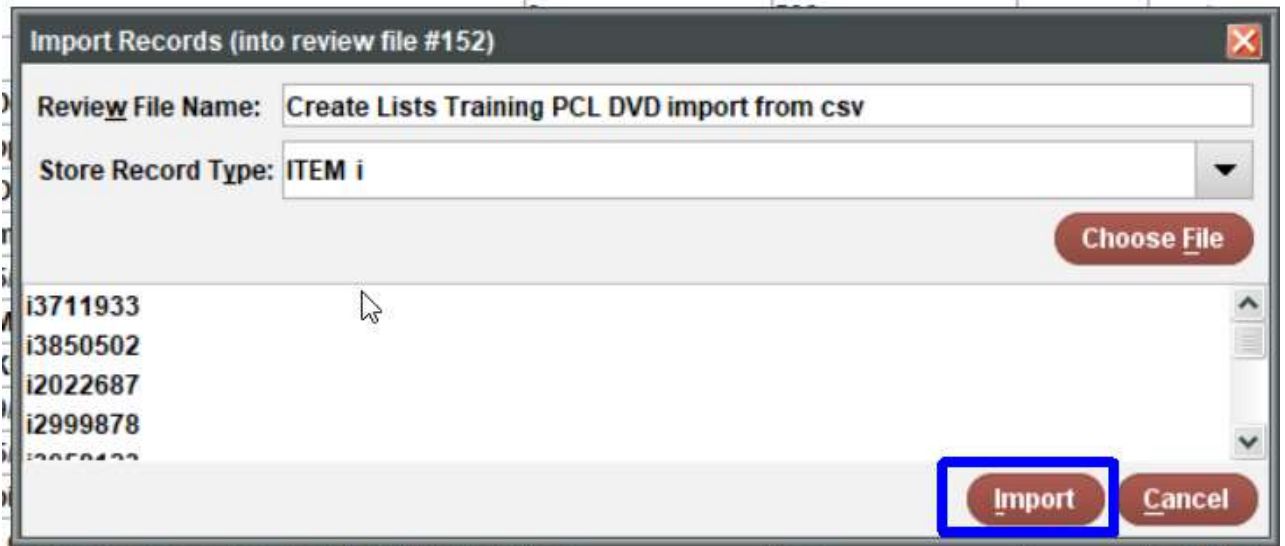 Import Records (into review file #152)
Review File Name: Create Lists Training PCL DVD import from csv
Store Record Type: ITEM i
Choose File
i3711933
i3850502
i2022687
i2999878
Import Cancel